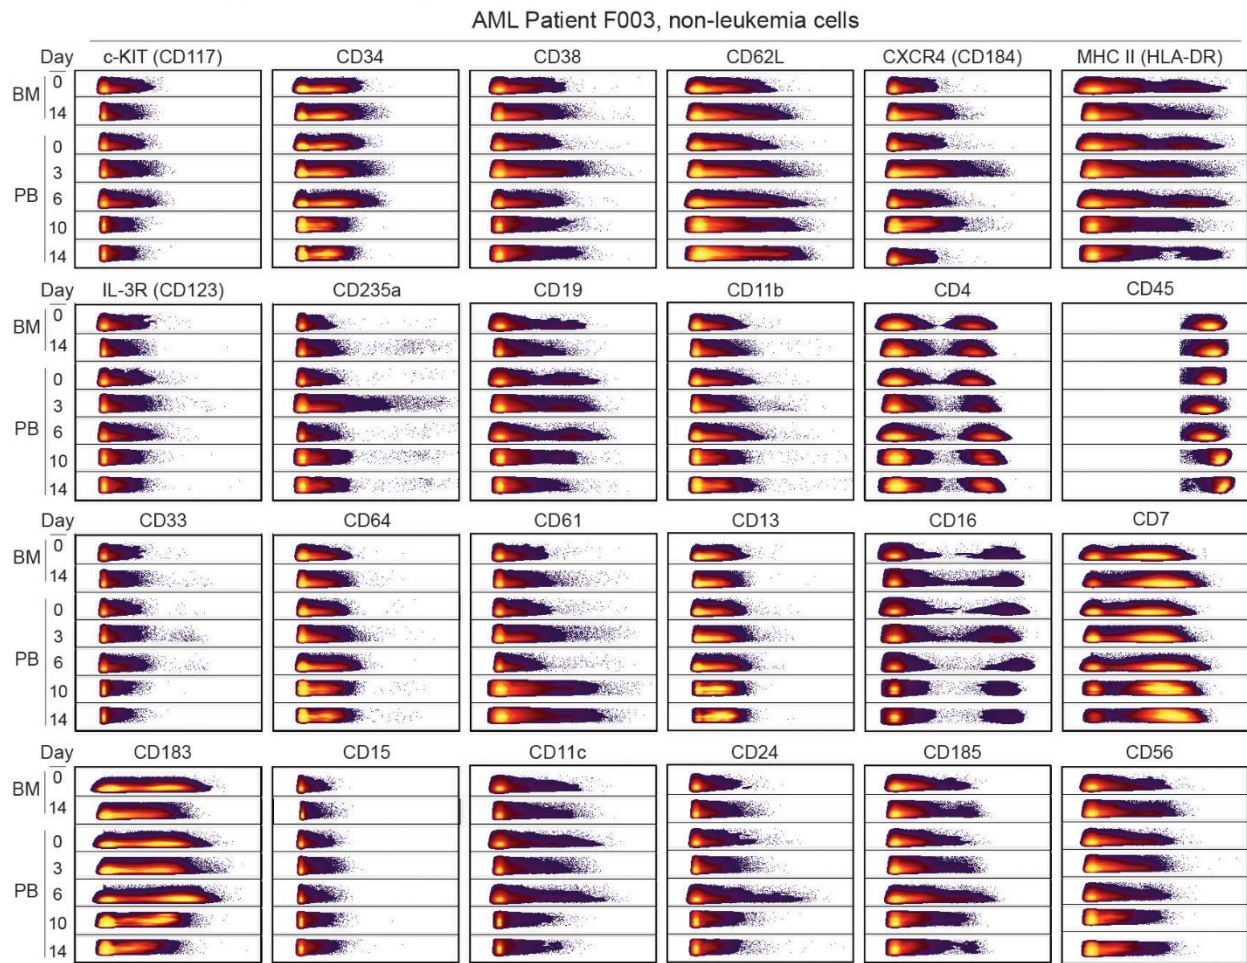 AML Patient F003, non-leukemia cells
Day c-KIT (CD117) CD34 CD38 CD62L CXCR4 (CD184) MHC II (HLA-DR)
BM 0
14
PB 0
3
6
10
14
Day IL-3R (CD123) CD235a CD19 CD11b CD4 CD45
BM 0
14
PB 0
3
6
10
14
Day CD33 CD64 CD61 CD13 CD16 CD7
BM 0
14
PB 0
3
6
10
14
Day CD183 CD15 CD11c CD24 CD185 CD56
BM 0
14
PB 0
3
6
10
14